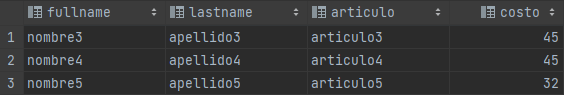 fullname lastname articulo costo
1 nombre3 apellido3 articulo3 45
2 nombre4 apellido4 articulo4 45
3 nombre5 apellido5 articulo5 32